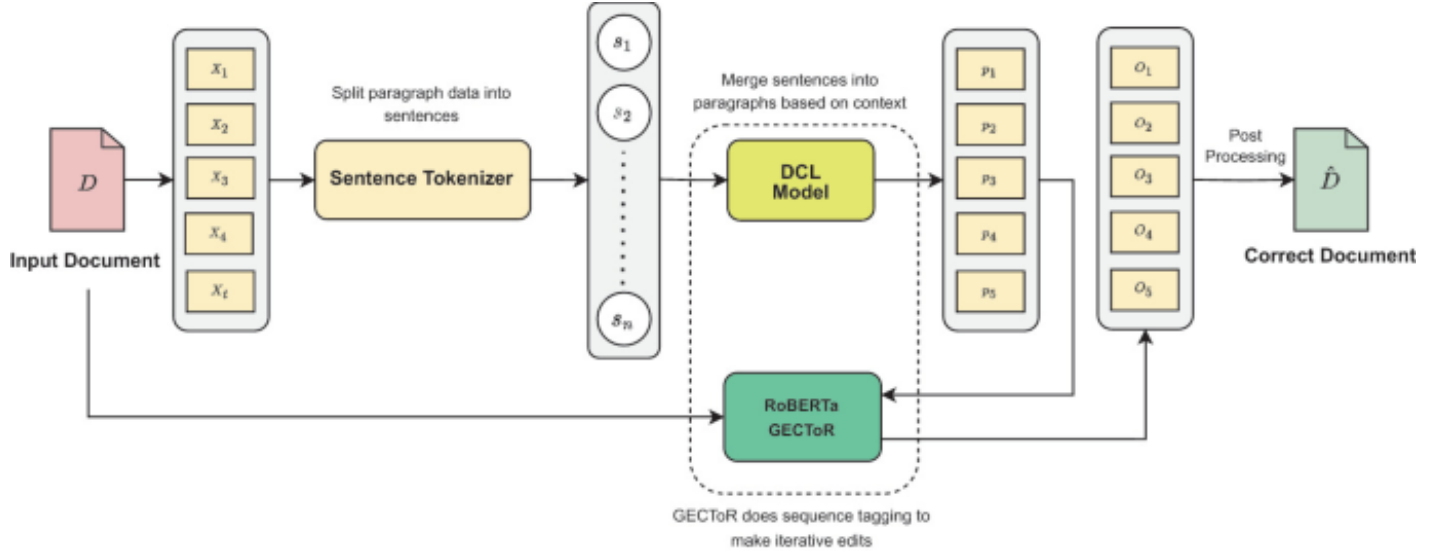 D
Input Document
X₁
X₂
X₃
X₄
Xₜ
Split paragraph data into
sentences
Sentence Tokenizer
s₁
s₂
sₙ
Merge sentences into
paragraphs based on context
DCL
Model
RoBERTa
GECToR
GECToR does sequence tagging to
make iterative edits
P₁
P₂
P₃
P₄
P₅
O₁
O₂
O₃
O₄
O₅
Post
Processing
D̂
Correct Document